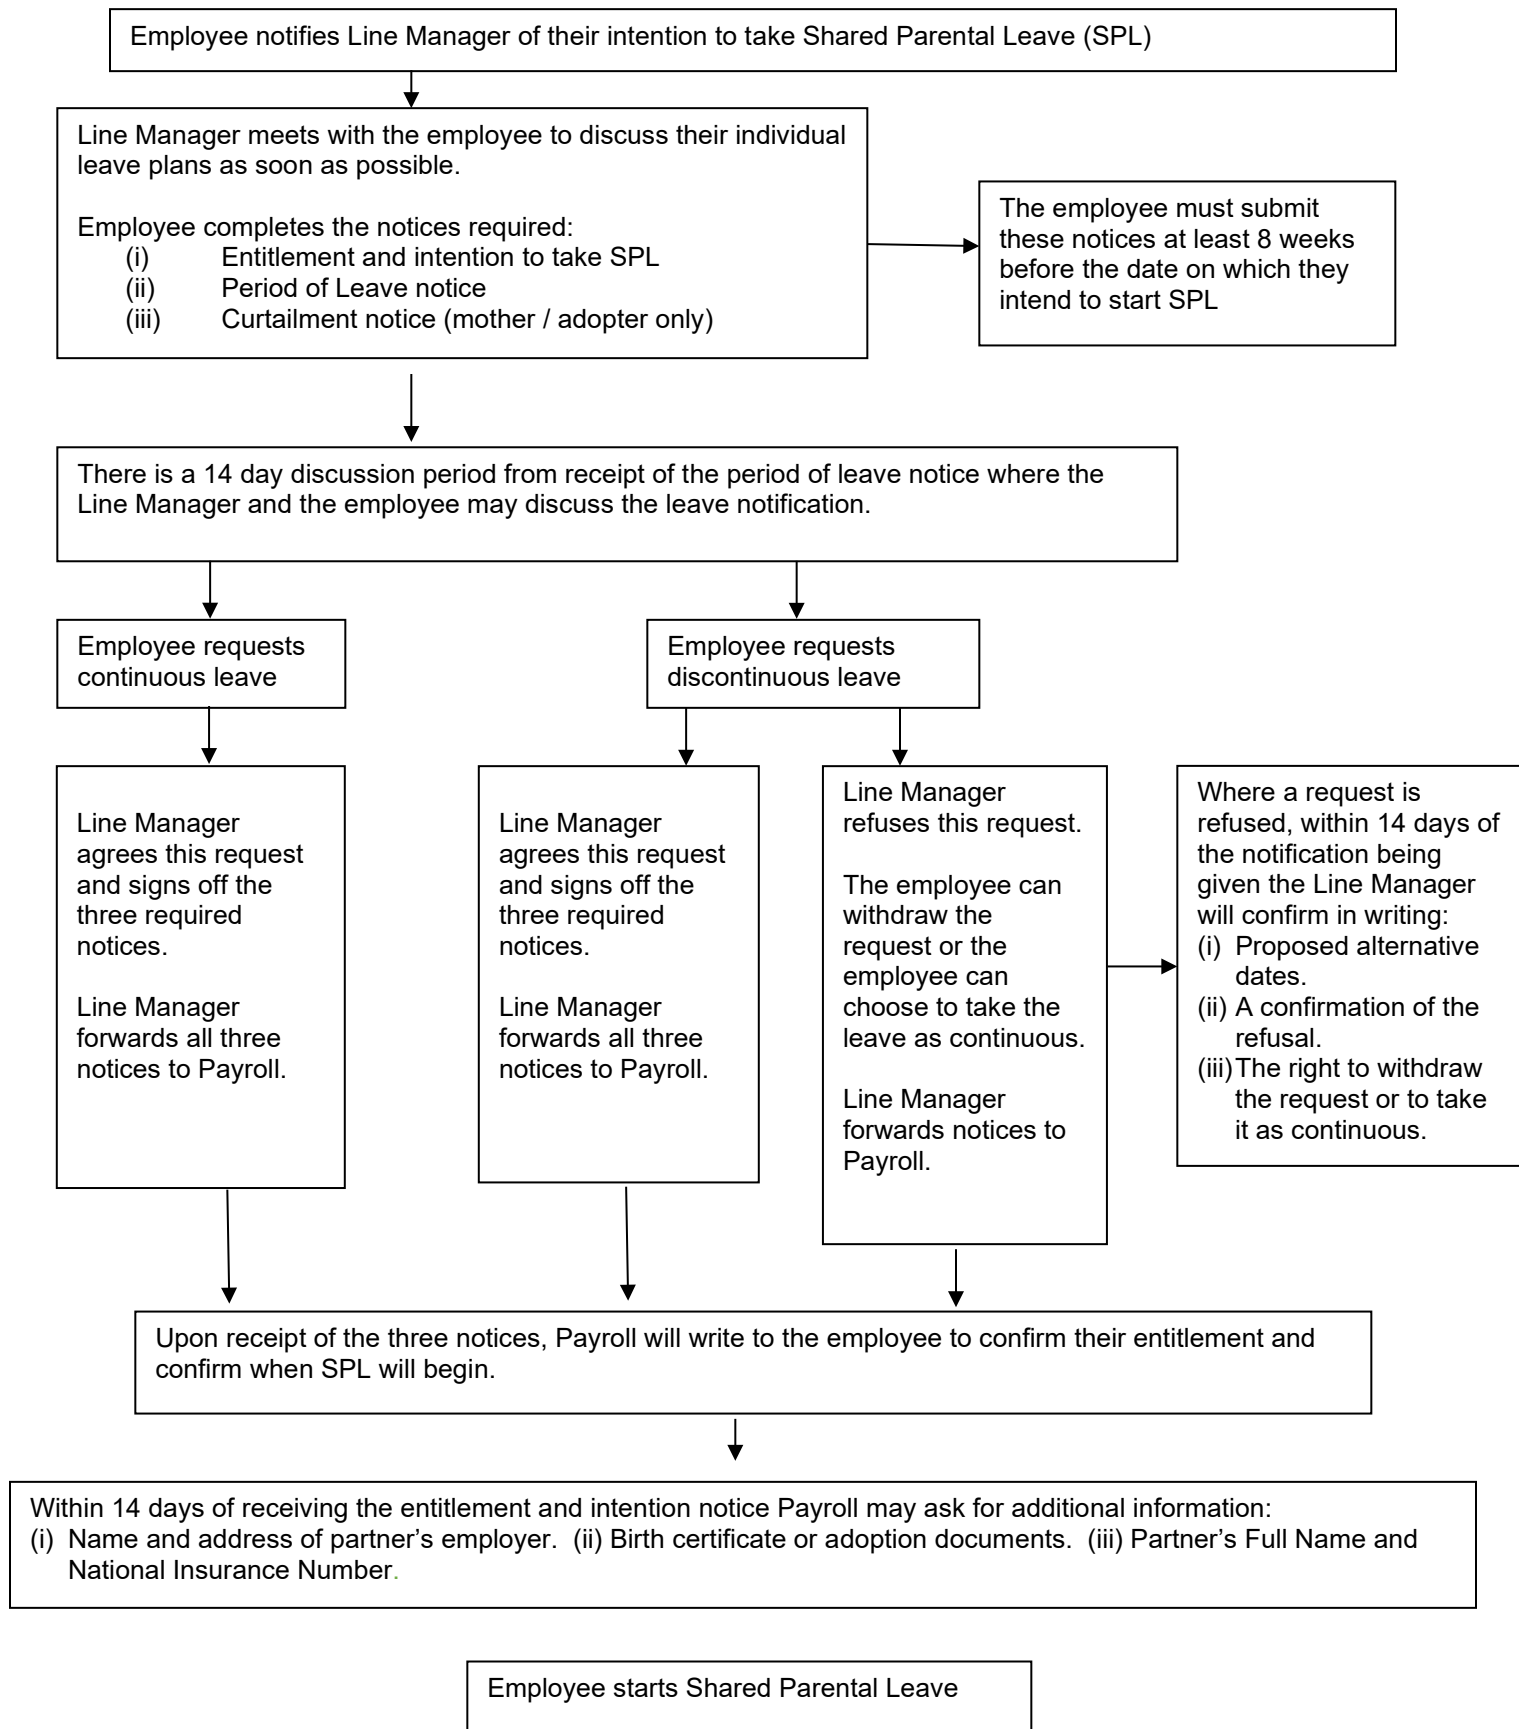 Employee notifies Line Manager of their intention to take Shared Parental Leave (SPL)
Line Manager meets with the employee to discuss their individual
leave plans as soon as possible.
Employee completes the notices required:
(i) Entitlement and intention to take SPL
(ii) Period of Leave notice
(iii) Curtailment notice (mother / adopter only)
The employee must submit
these notices at least 8 weeks
before the date on which they
intend to start SPL
There is a 14 day discussion period from receipt of the period of leave notice where the
Line Manager and the employee may discuss the leave notification.
Employee requests
continuous leave
Employee requests
discontinuous leave
Line Manager
agrees this request
and signs off the
three required
notices.
Line Manager
forwards all three
notices to Payroll.
Line Manager
agrees this request
and signs off the
three required
notices.
Line Manager
forwards all three
notices to Payroll.
Line Manager
refuses this request.
The employee can
withdraw the
request or the
employee can
choose to take the
leave as continuous.
Line Manager
forwards notices to
Payroll.
Where a request is
refused, within 14 days of
the notification being
given the Line Manager
will confirm in writing:
(i) Proposed alternative
dates.
(ii) A confirmation of the
refusal.
(iii) The right to withdraw
the request or to take
it as continuous.
Upon receipt of the three notices, Payroll will write to the employee to confirm their entitlement and
confirm when SPL will begin.
Within 14 days of receiving the entitlement and intention notice Payroll may ask for additional information:
(i) Name and address of partner’s employer. (ii) Birth certificate or adoption documents. (iii) Partner’s Full Name and
National Insurance Number.
Employee starts Shared Parental Leave